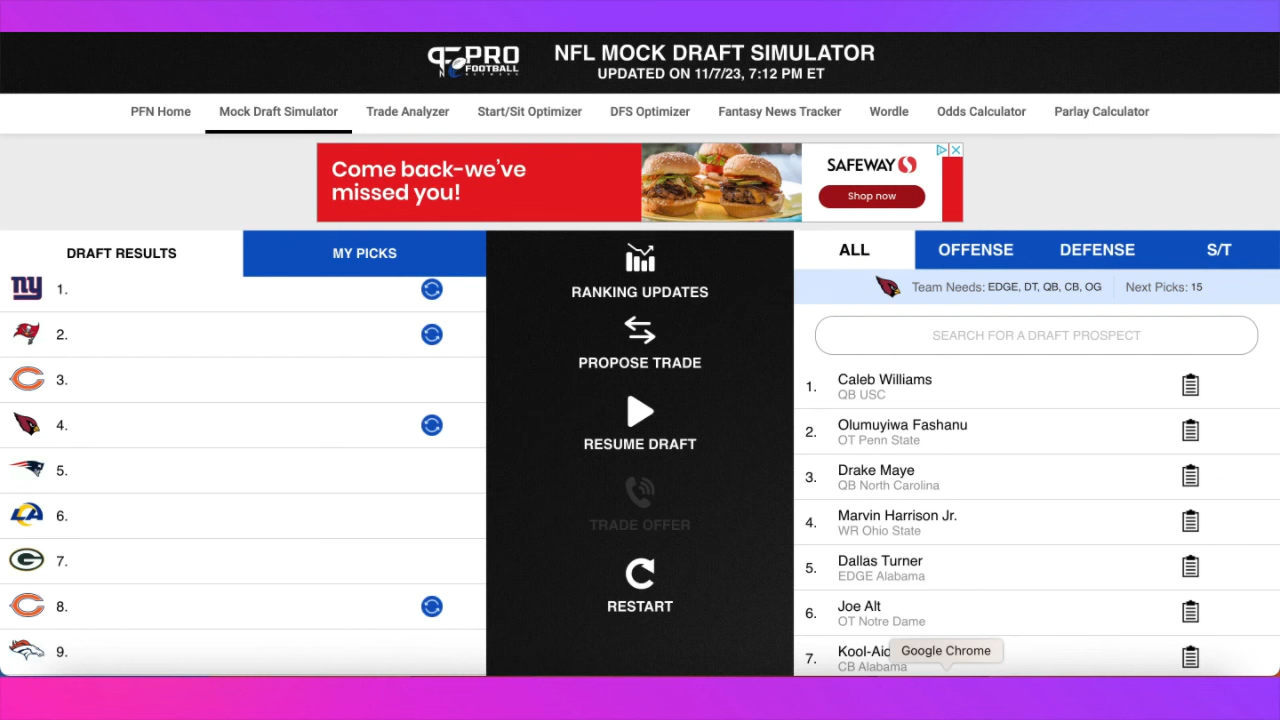 PRO
FOOTBALL
NETWORK
NFL MOCK DRAFT SIMULATOR
UPDATED ON 11/7/23, 7:12 PM ET
PFN Home Mock Draft Simulator Trade Analyzer Start/Sit Optimizer DFS Optimizer Fantasy News Tracker Wordle Odds Calculator Parlay Calculator
Come back–we've
missed you!
SAFEWAY
Shop now
DRAFT RESULTS
MY PICKS
ny 1.
2.
3.
4.
5.
LA 6.
G 7.
8.
9.
RANKING UPDATES
PROPOSE TRADE
RESUME DRAFT
TRADE OFFER
RESTART
ALL OFFENSE DEFENSE S/T
Team Needs: EDGE, DT, QB, CB, OG Next Picks: 15
SEARCH FOR A DRAFT PROSPECT
1. Caleb Williams
QB USC
2. Olumuyiwa Fashanu
OT Penn State
3. Drake Maye
QB North Carolina
4. Marvin Harrison Jr.
WR Ohio State
5. Dallas Turner
EDGE Alabama
6. Joe Alt
OT Notre Dame
7. Kool-Aid
CB Alabama
Google Chrome